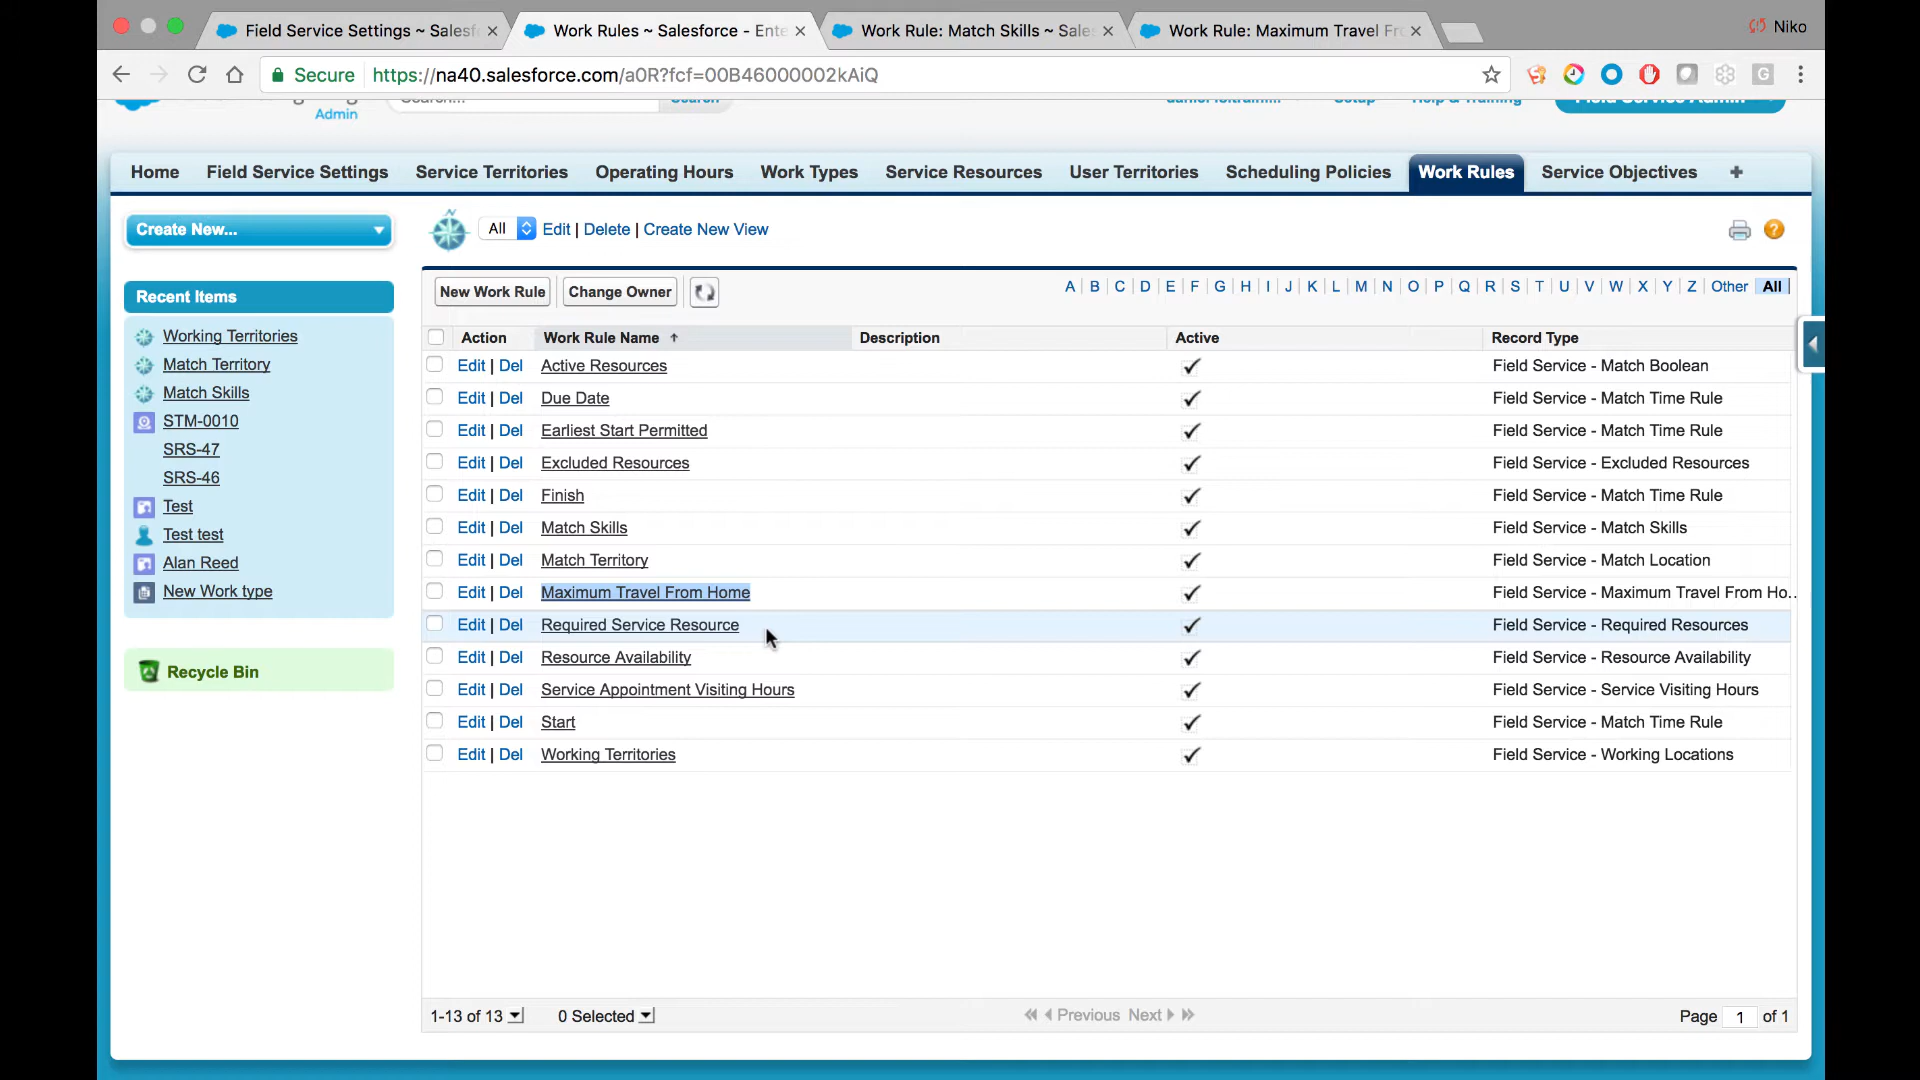 Field Service Settings ~ Salesf
Work Rules ~ Salesforce - Ente
Work Rule: Match Skills ~ Sales
Work Rule: Maximum Travel Fr
Niko
Secure https://na40.salesforce.com/a0R?fcf=00B46000002kAiQ
G
Admin
Search...
Search
Setup
Help & Training
Field Service Admin
Home Field Service Settings Service Territories Operating Hours Work Types Service Resources User Territories Scheduling Policies Work Rules Service Objectives +
Create New...
All Edit | Delete | Create New View
?
Recent Items
Working Territories
Match Territory
Match Skills
STM-0010
SRS-47
SRS-46
Test
Test test
Alan Reed
New Work type
Recycle Bin
New Work Rule Change Owner
A | B | C | D | E | F | G | H | I | J | K | L | M | N | O | P | Q | R | S | T | U | V | W | X | Y | Z | Other | All
Action Work Rule Name Description Active Record Type
Edit | Del Active Resources Field Service - Match Boolean
Edit | Del Due Date Field Service - Match Time Rule
Edit | Del Earliest Start Permitted Field Service - Match Time Rule
Edit | Del Excluded Resources Field Service - Excluded Resources
Edit | Del Finish Field Service - Match Time Rule
Edit | Del Match Skills Field Service - Match Skills
Edit | Del Match Territory Field Service - Match Location
Edit | Del Maximum Travel From Home Field Service - Maximum Travel From Ho...
Edit | Del Required Service Resource Field Service - Required Resources
Edit | Del Resource Availability Field Service - Resource Availability
Edit | Del Service Appointment Visiting Hours Field Service - Service Visiting Hours
Edit | Del Start Field Service - Match Time Rule
Edit | Del Working Territories Field Service - Working Locations
1-13 of 13 0 Selected Previous Next Page 1 of 1